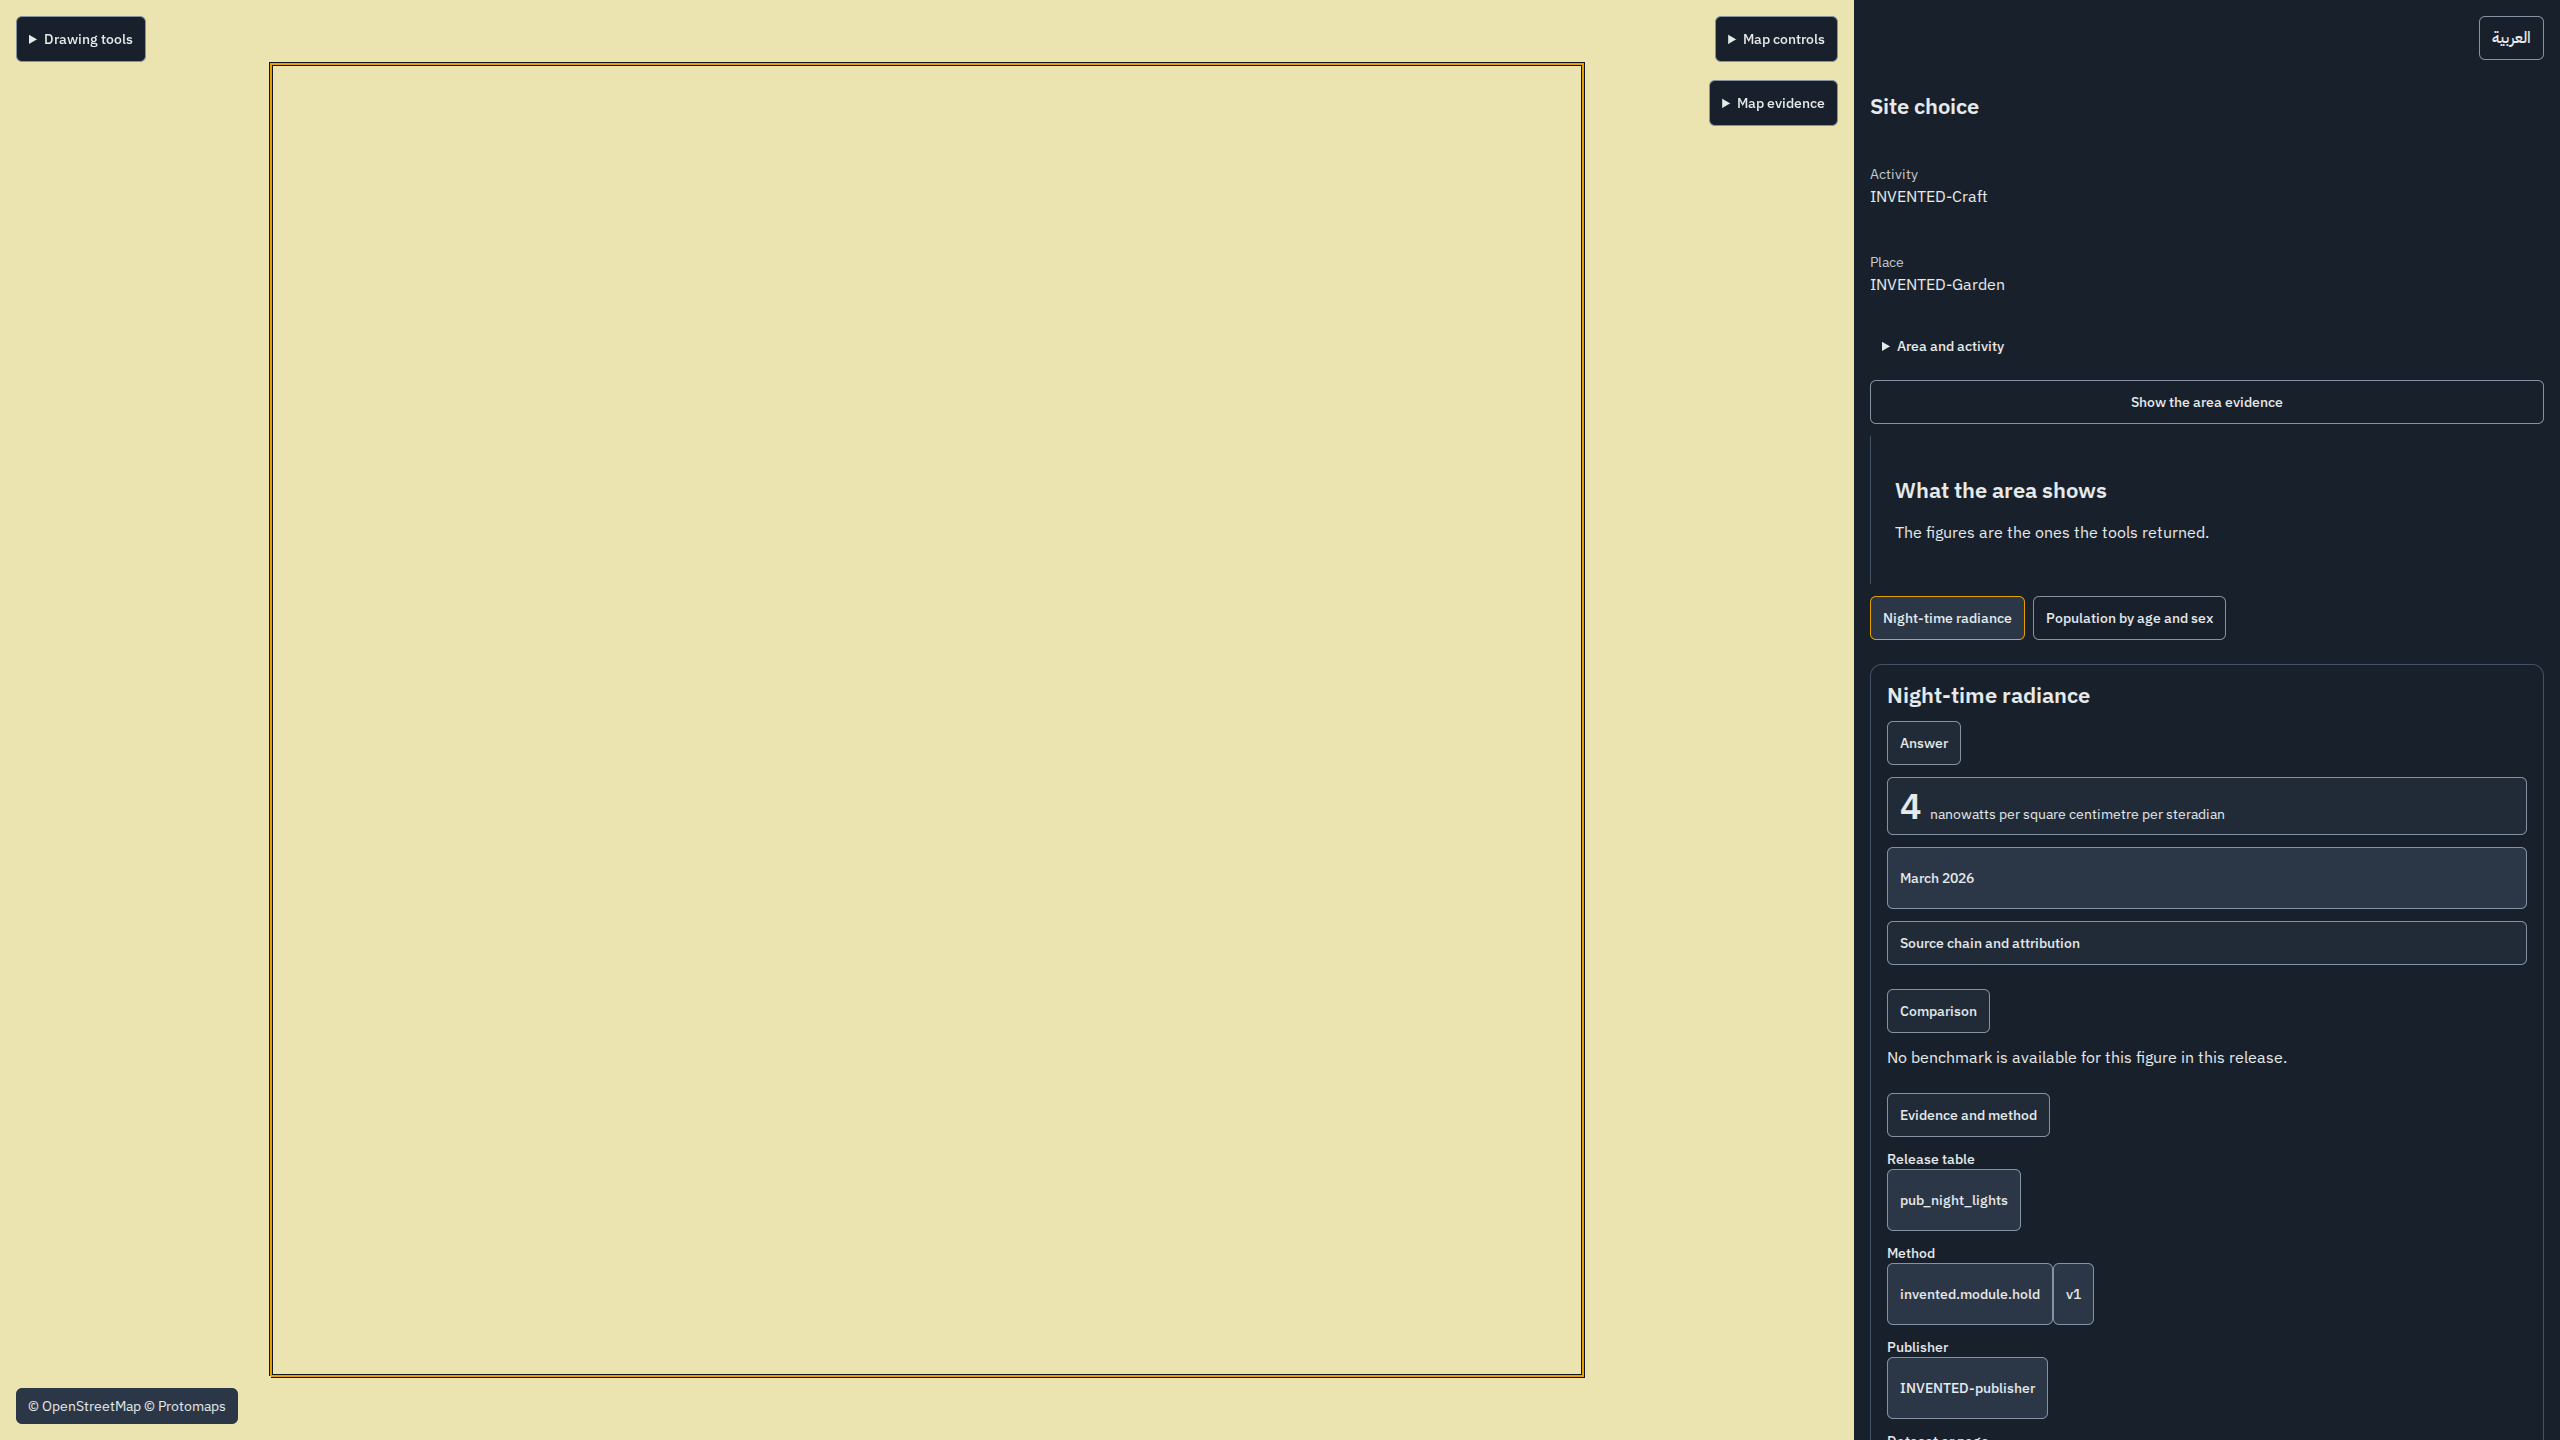 Drawing tools
Map controls
Map evidence
© OpenStreetMap © Protomaps
العربية
Site choice
Activity
INVENTED-Craft
Place
INVENTED-Garden
Area and activity
Show the area evidence
What the area shows
The figures are the ones the tools returned.
Night-time radiance
Population by age and sex
Night-time radiance
Answer
4 nanowatts per square centimetre per steradian
March 2026
Source chain and attribution
Comparison
No benchmark is available for this figure in this release.
Evidence and method
Release table
pub_night_lights
Method
invented.module.hold v1
Publisher
INVENTED-publisher